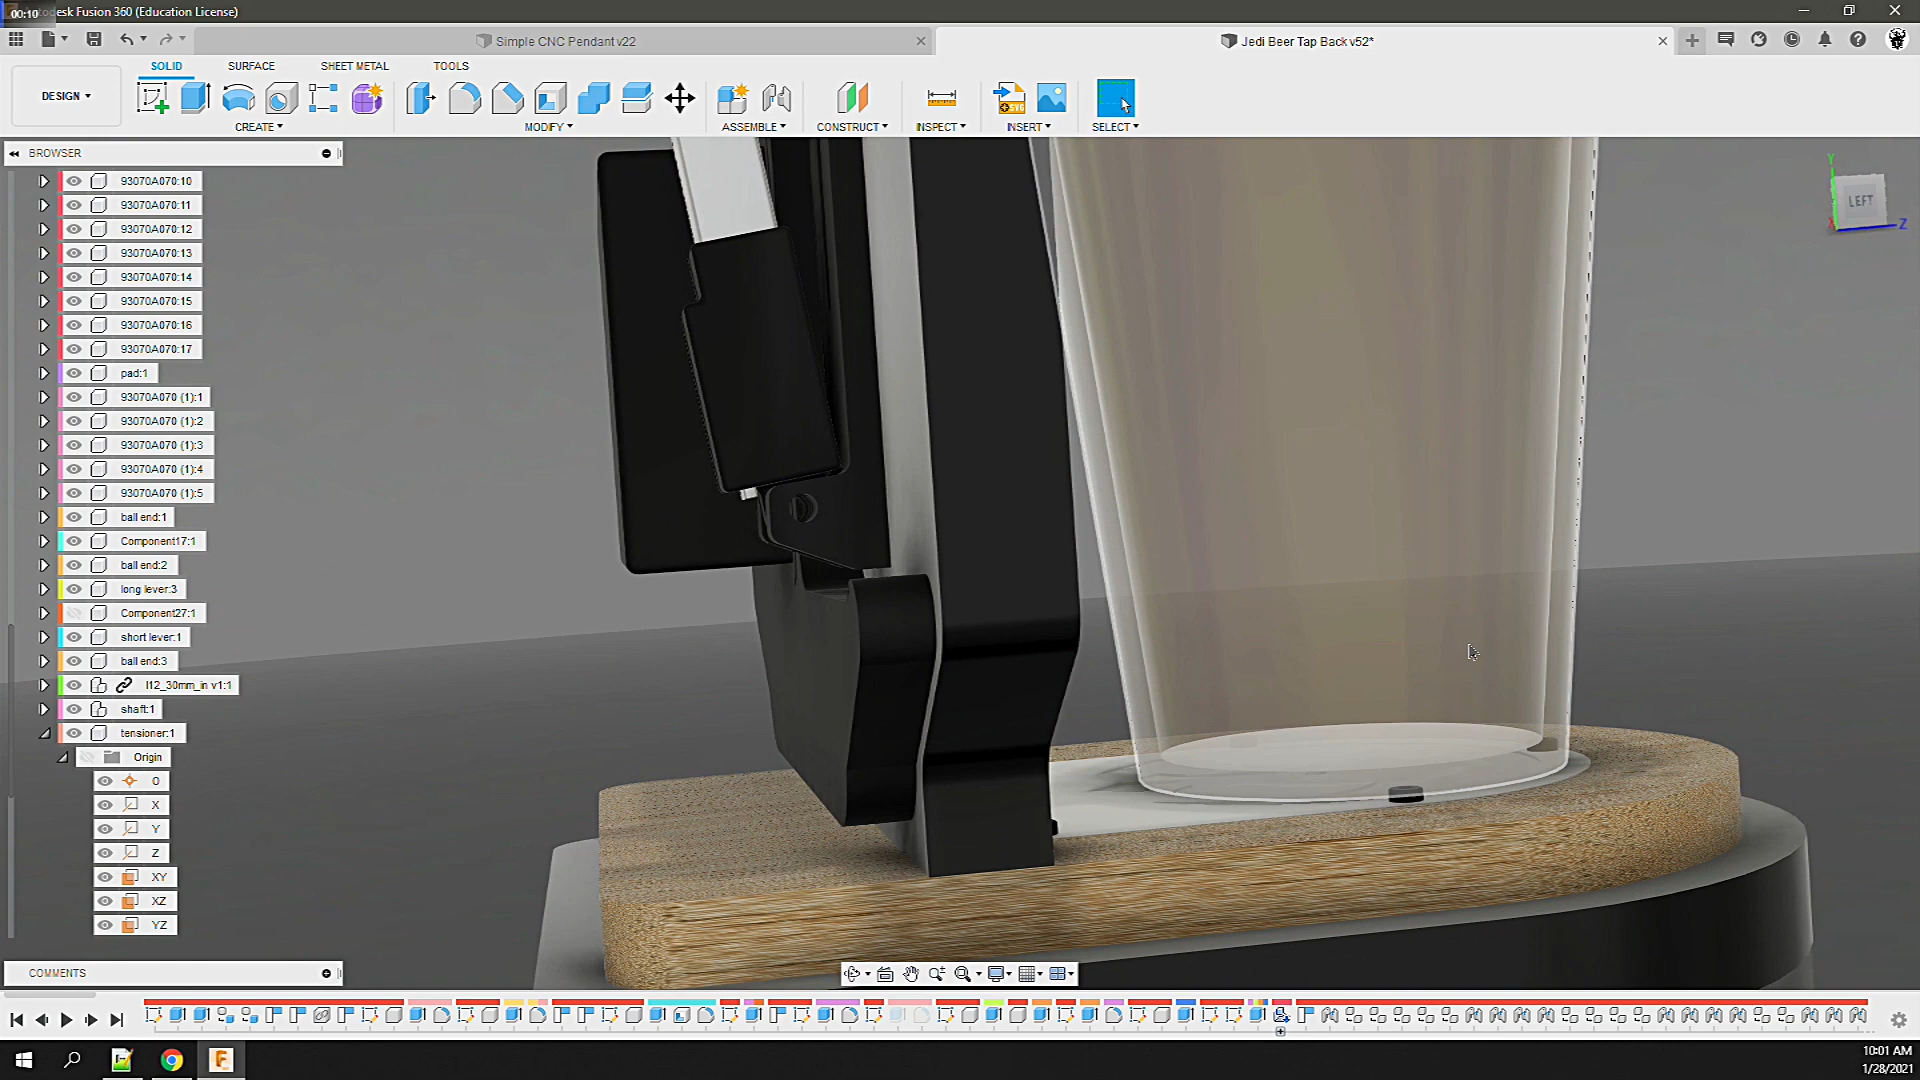 00:10
desk Fusion 360 (Education License)
Simple CNC Pendant v22
Jedi Beer Tap Back v52*
SOLID SURFACE SHEET METAL TOOLS
DESIGN
CREATE MODIFY ASSEMBLE CONSTRUCT INSPECT INSERT SELECT
BROWSER
93070A070:10
93070A070:11
93070A070:12
93070A070:13
93070A070:14
93070A070:15
93070A070:16
93070A070:17
pad:1
93070A070 (1):1
93070A070 (1):2
93070A070 (1):3
93070A070 (1):4
93070A070 (1):5
ball end:1
Component17:1
ball end:2
long lever:3
Component27:1
short lever:1
ball end:3
l12_30mm_in v1:1
shaft:1
tensioner:1
Origin
O
X
Y
Z
XY
XZ
YZ
Y
LEFT
X
Z
COMMENTS
10:01 AM
1/28/2021